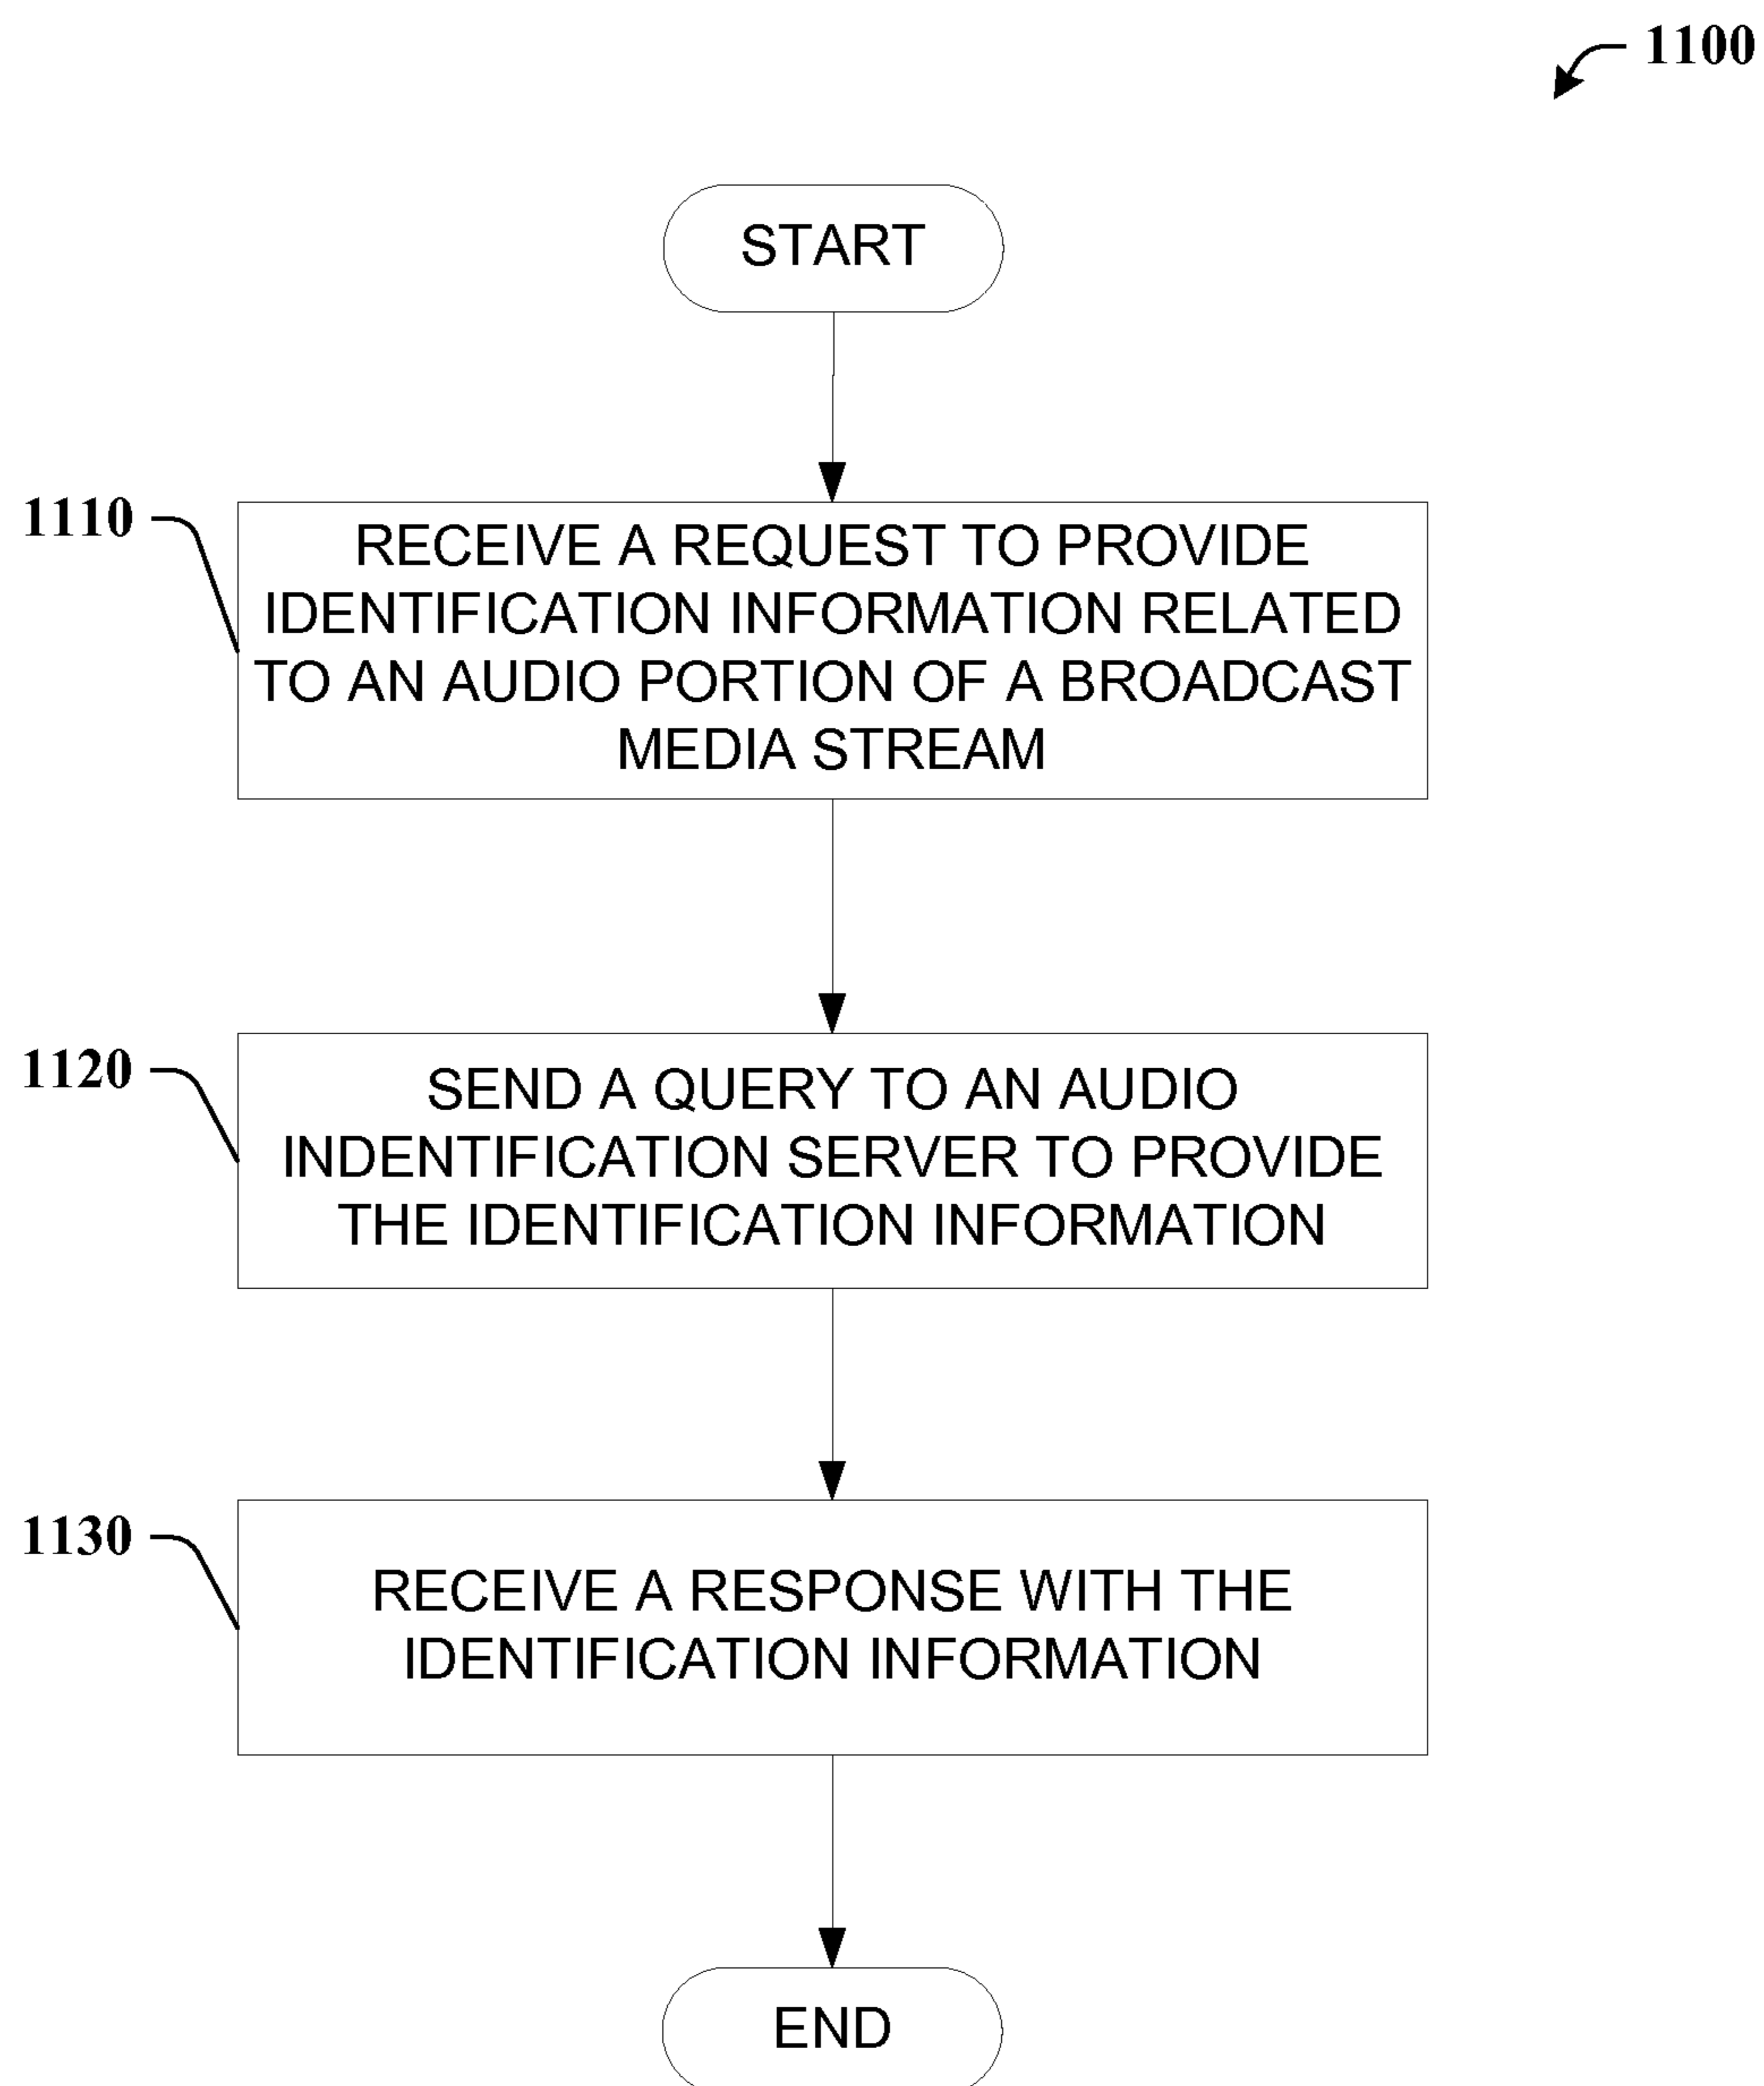 1100
START
1110
RECEIVE A REQUEST TO PROVIDE
IDENTIFICATION INFORMATION RELATED
TO AN AUDIO PORTION OF A BROADCAST
MEDIA STREAM
1120
SEND A QUERY TO AN AUDIO
INDENTIFICATION SERVER TO PROVIDE
THE IDENTIFICATION INFORMATION
1130
RECEIVE A RESPONSE WITH THE
IDENTIFICATION INFORMATION
END